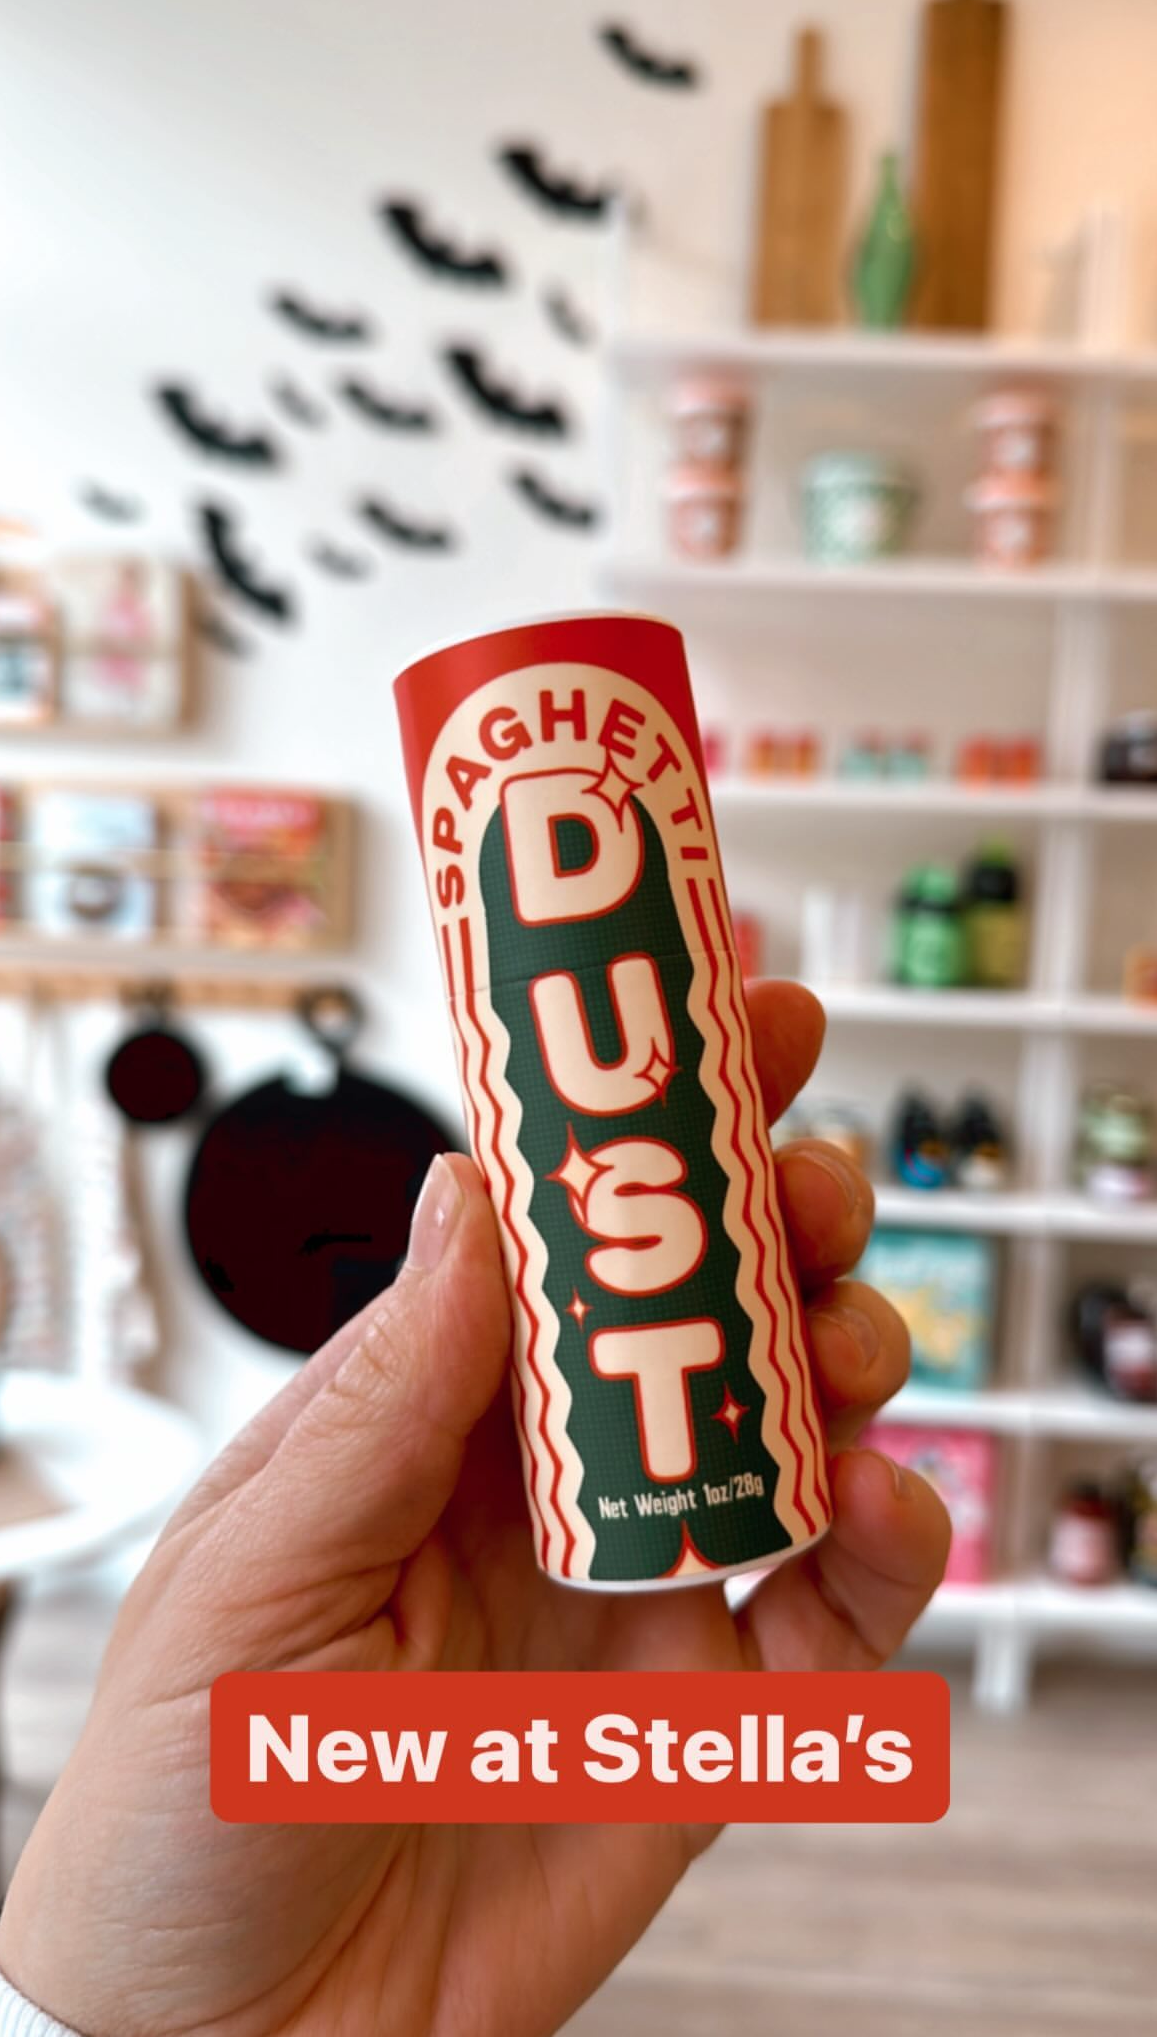 SPAGHETTI
DUST
Net Weight 1oz/28g
New at Stella’s